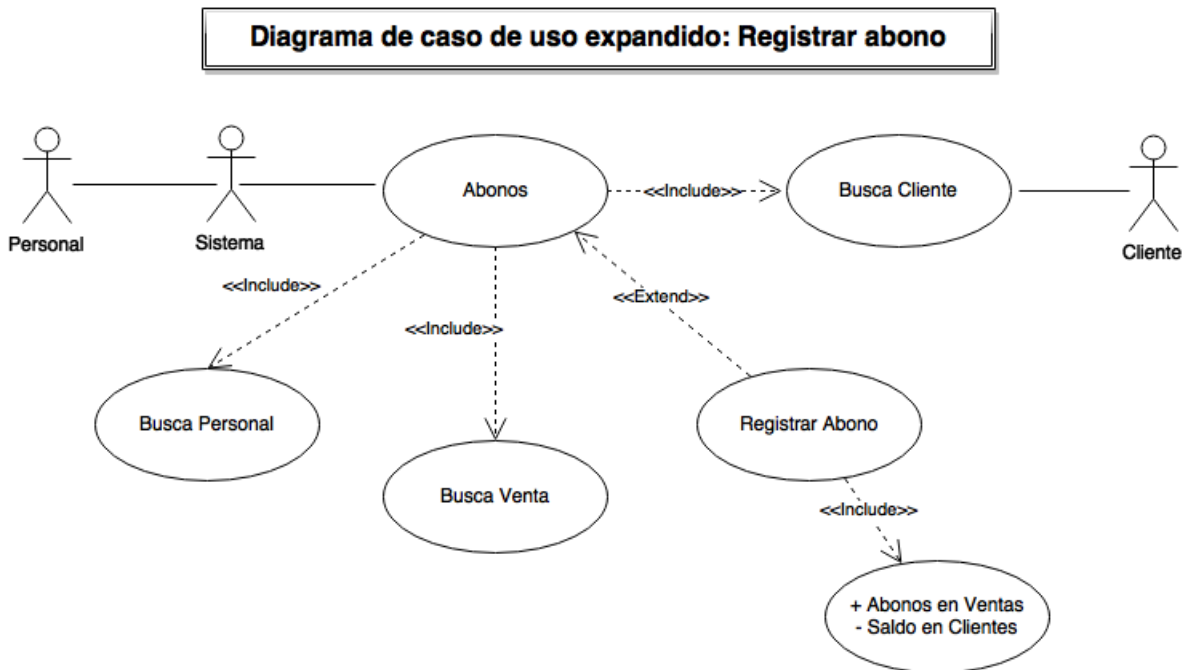 Diagrama de caso de uso expandido: Registrar abono
Abonos
<<Include>>
Busca Cliente
Personal
Sistema
Cliente
<<Include>>
<<Include>>
<<Extend>>
Busca Personal
Busca Venta
Registrar Abono
<<Include>>
+ Abonos en Ventas
- Saldo en Clientes